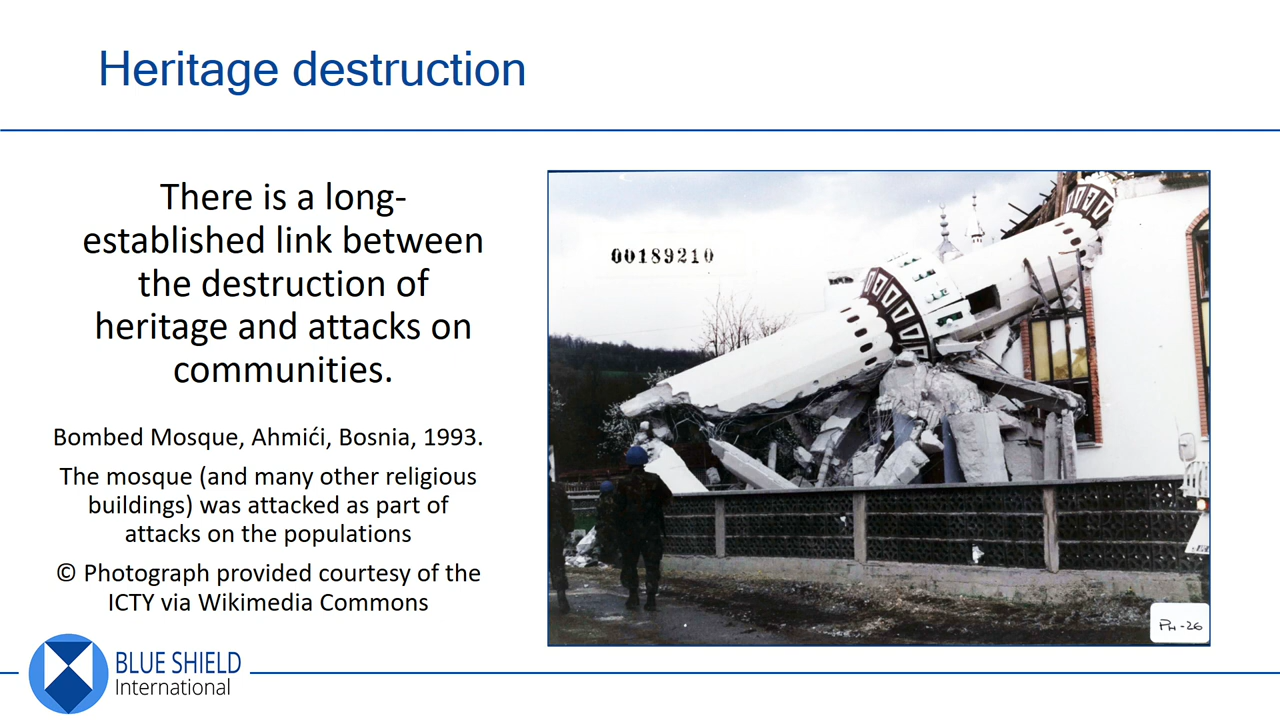 Heritage destruction
There is a long-
established link between
the destruction of
heritage and attacks on
communities.
Bombed Mosque, Ahmići, Bosnia, 1993.
The mosque (and many other religious
buildings) was attacked as part of
attacks on the populations
© Photograph provided courtesy of the
ICTY via Wikimedia Commons
00189210
PH-26
BLUE SHIELD
International